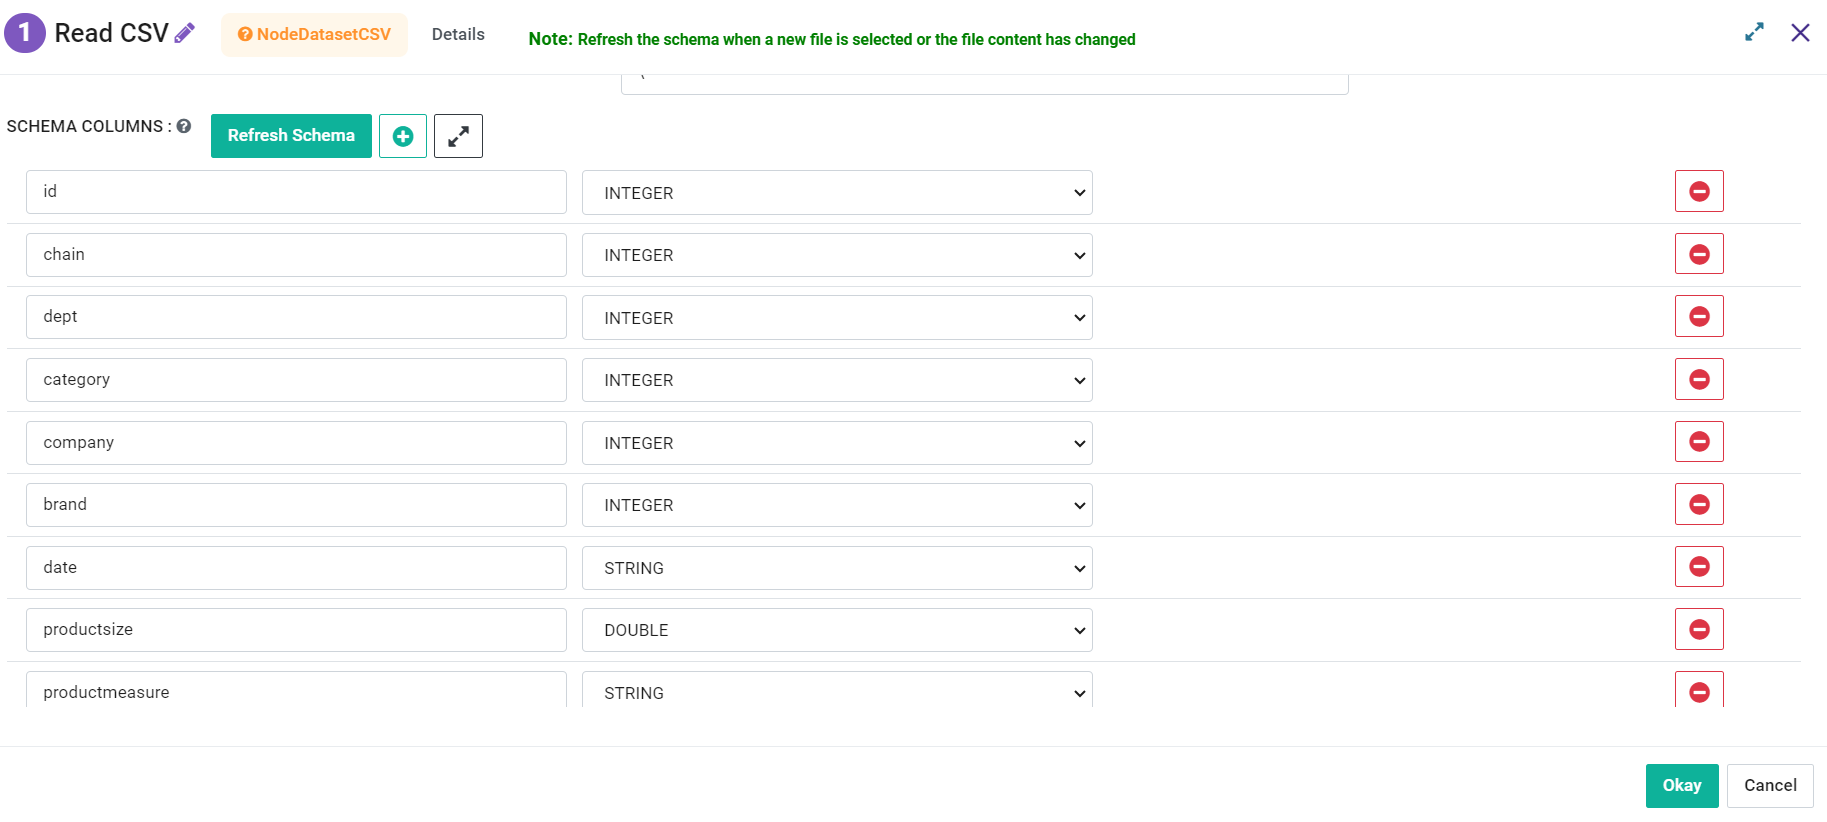 1 Read CSV NodeDatasetCSV Details Note: Refresh the schema when a new file is selected or the file content has changed
SCHEMA COLUMNS : Refresh Schema
id INTEGER
chain INTEGER
dept INTEGER
category INTEGER
company INTEGER
brand INTEGER
date STRING
productsize DOUBLE
productmeasure STRING
Okay Cancel